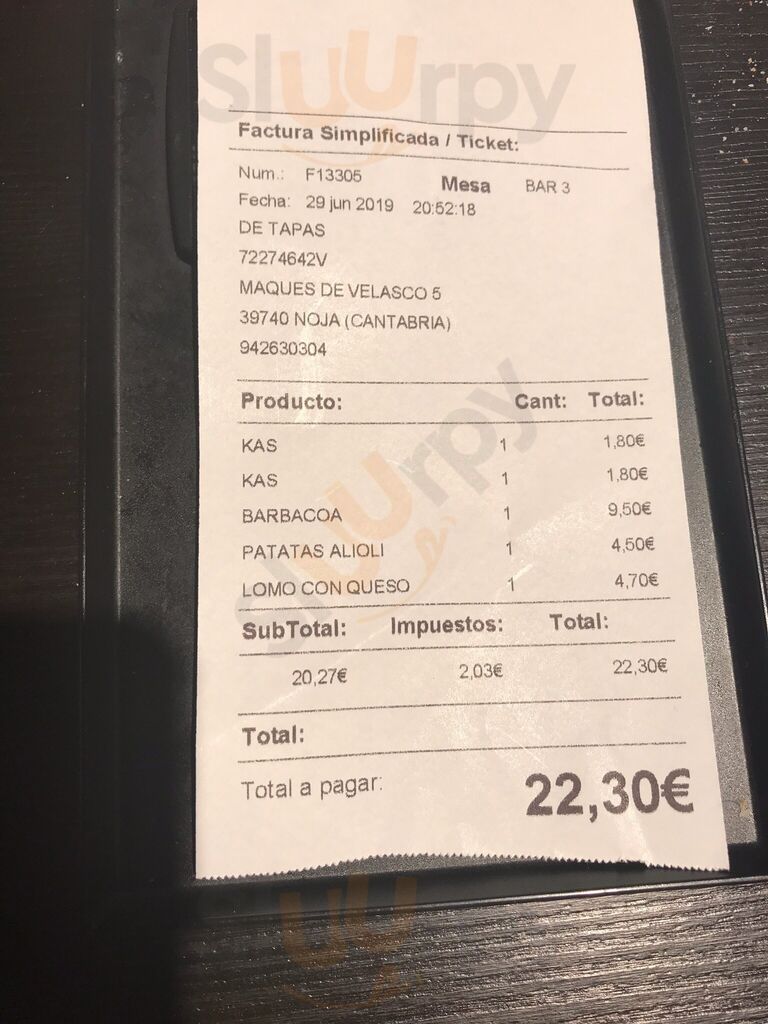 Sluurpy
Factura Simplificada / Ticket:
Num.: F13305 Mesa BAR 3
Fecha: 29 jun 2019 20:52:18
DE TAPAS
72274642V
MAQUES DE VELASCO 5
39740 NOJA (CANTABRIA)
942630304
Producto: Cant: Total:
KAS 1 1,80€
KAS 1 1,80€
BARBACOA 1 9,50€
PATATAS ALIOLI 1 4,50€
LOMO CON QUESO 1 4,70€
Sluurpy
SubTotal: Impuestos: Total:
20,27€ 2,03€ 22,30€
Total:
Total a pagar: 22,30€